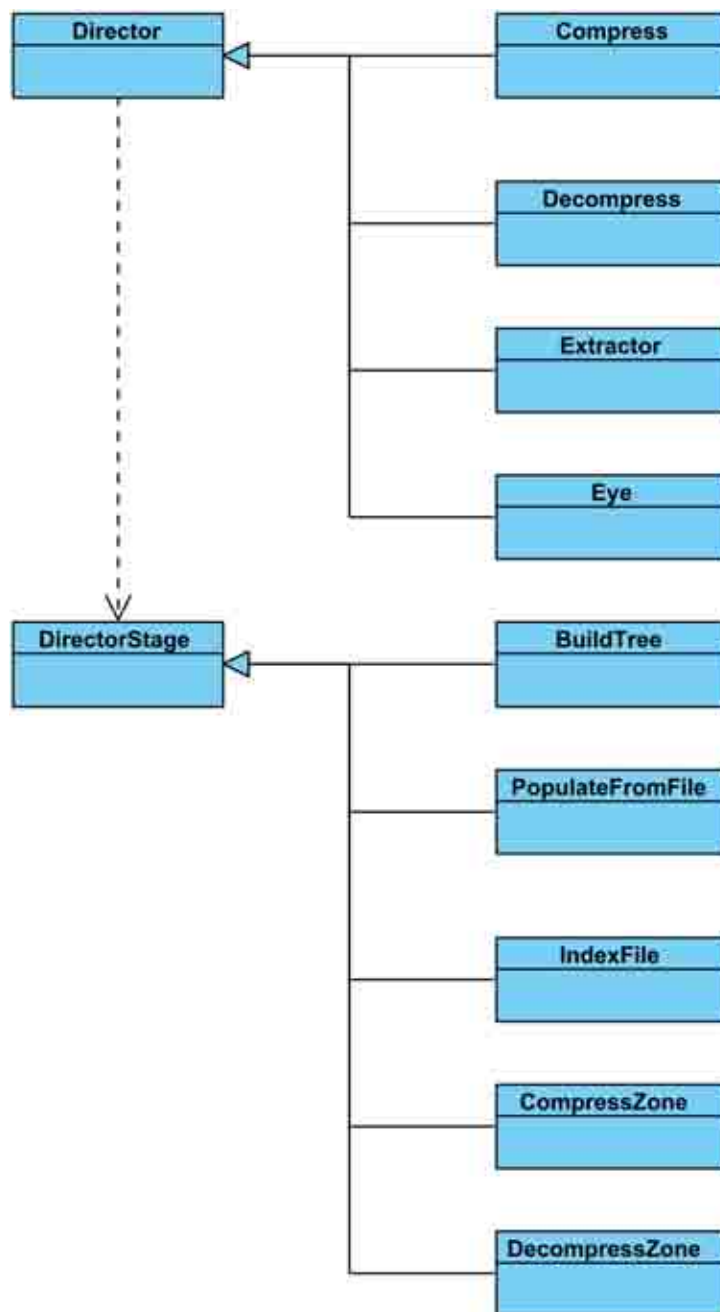 Director
Compress
Decompress
Extractor
Eye
DirectorStage
BuildTree
PopulateFromFile
IndexFile
CompressZone
DecompressZone